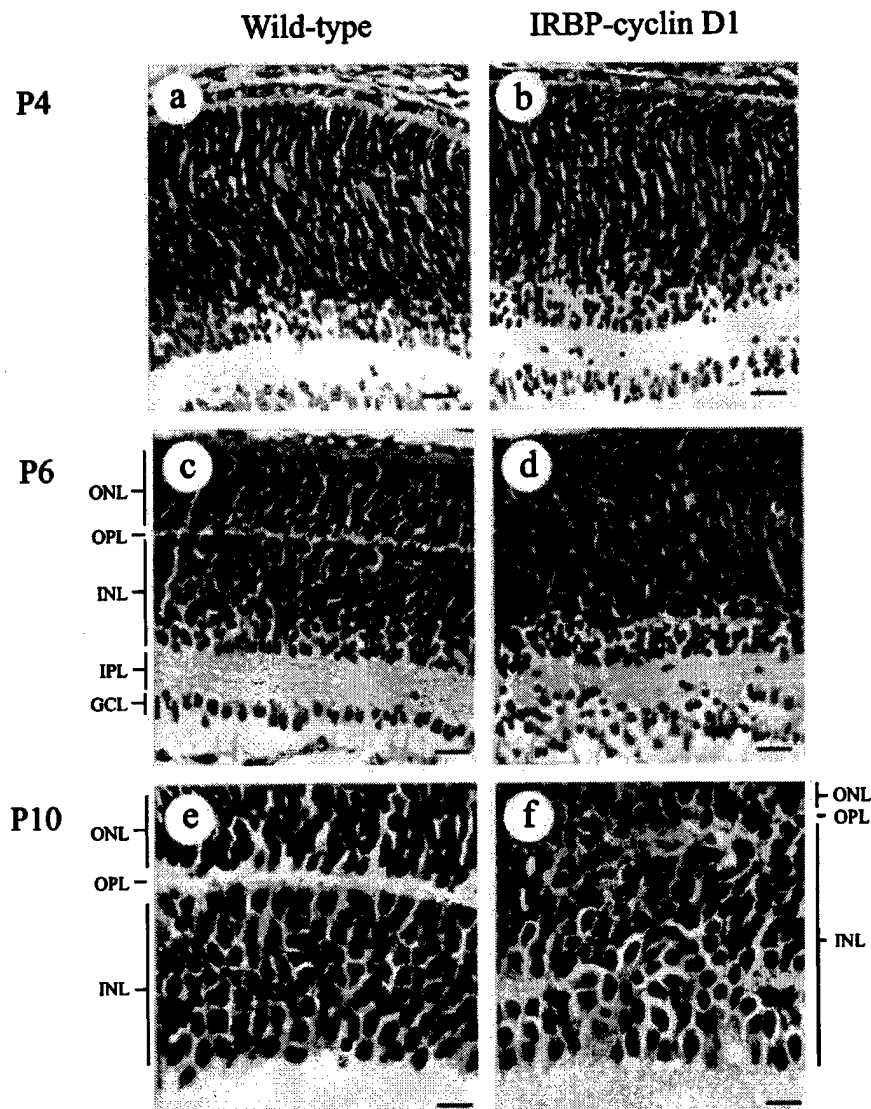 Wild-type IRBP-cyclin D1
P4
a
b
P6
c
d
ONL
OPL
INL
IPL
GCL
P10
e
f
ONL
OPL
INL
ONL
OPL
INL